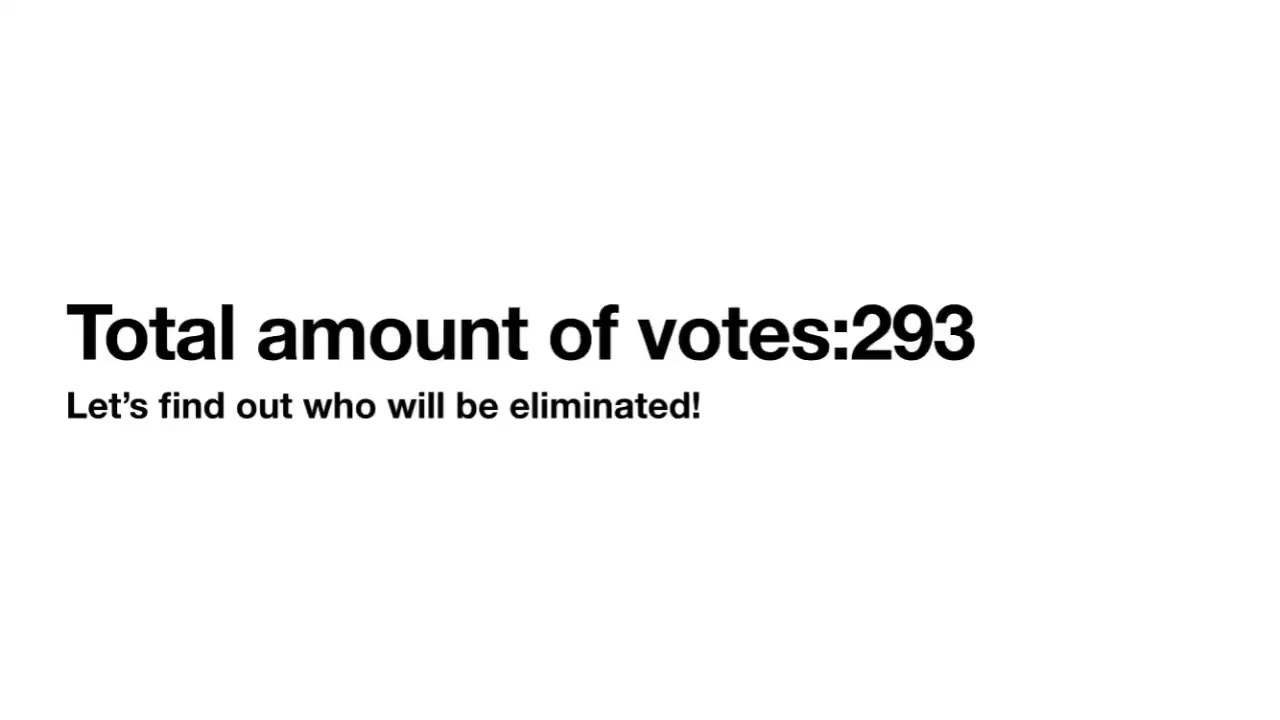 Total amount of votes:293
Let’s find out who will be eliminated!